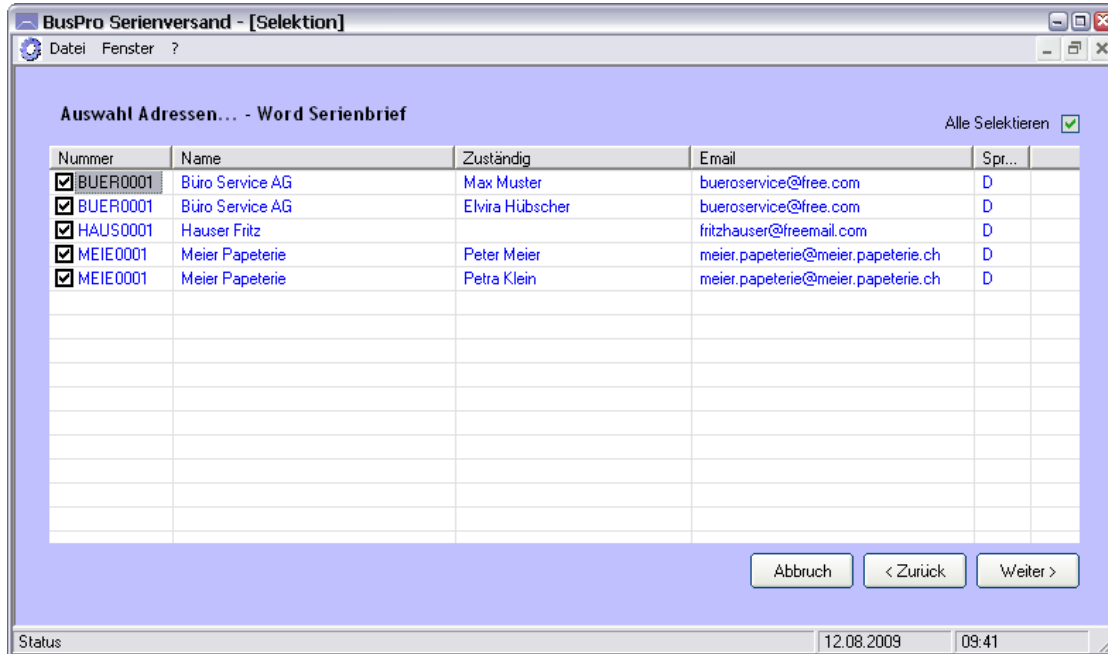 BusPro Serienversand - [Selektion]
Datei Fenster ?
Auswahl Adressen... - Word Serienbrief
Alle Selektieren
Nummer Name Zuständig Email Spr...
BUER0001 Büro Service AG Max Muster bueroservice@free.com D
BUER0001 Büro Service AG Elvira Hübscher bueroservice@free.com D
HAUS0001 Hauser Fritz fritzhauser@freemail.com D
MEIE0001 Meier Papeterie Peter Meier meier.papeterie@meier.papeterie.ch D
MEIE0001 Meier Papeterie Petra Klein meier.papeterie@meier.papeterie.ch D
Abbruch < Zurück Weiter >
Status 12.08.2009 09:41